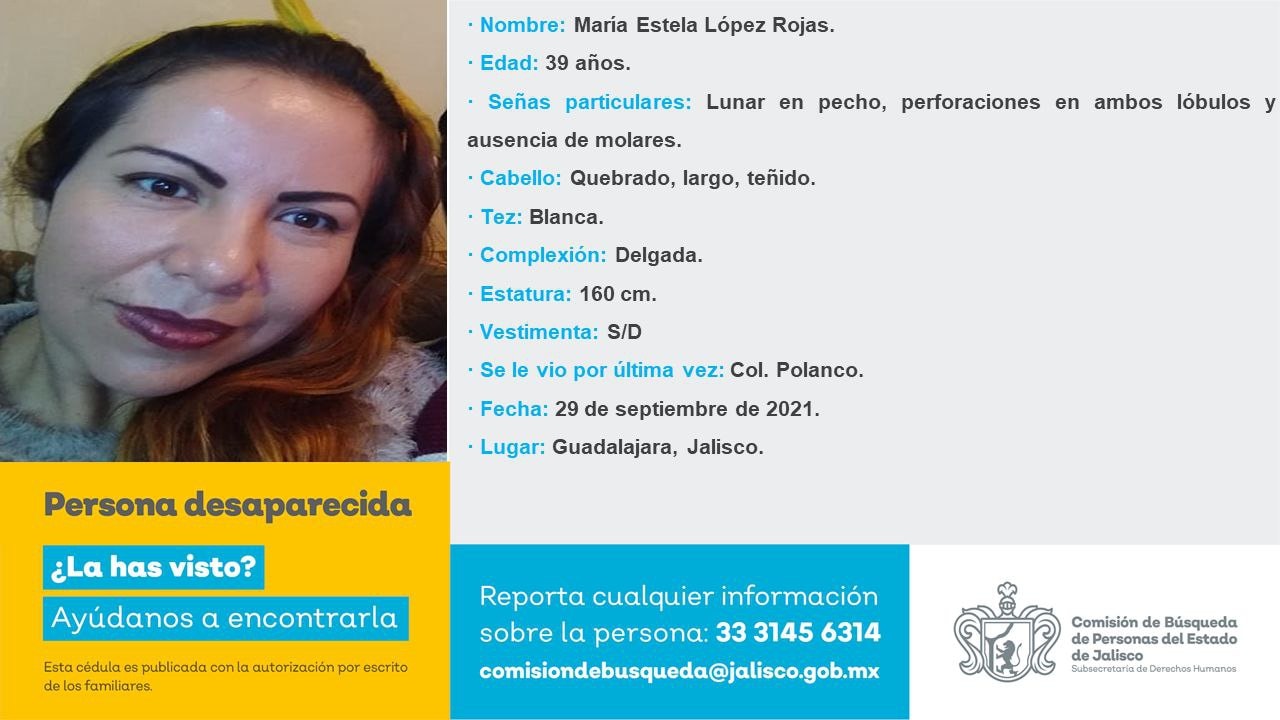 · Nombre: María Estela López Rojas.
· Edad: 39 años.
· Señas particulares: Lunar en pecho, perforaciones en ambos lóbulos y
ausencia de molares.
· Cabello: Quebrado, largo, teñido.
· Tez: Blanca.
· Complexión: Delgada.
· Estatura: 160 cm.
· Vestimenta: S/D
· Se le vio por última vez: Col. Polanco.
· Fecha: 29 de septiembre de 2021.
· Lugar: Guadalajara, Jalisco.
Persona desaparecida
¿La has visto?
Ayúdanos a encontrarla
Esta cédula es publicada con la autorización por escrito
de los familiares.
Reporta cualquier información
sobre la persona: 33 3145 6314
comisiondebusqueda@jalisco.gob.mx
Comisión de Búsqueda
de Personas del Estado
de Jalisco
Subsecretaría de Derechos Humanos